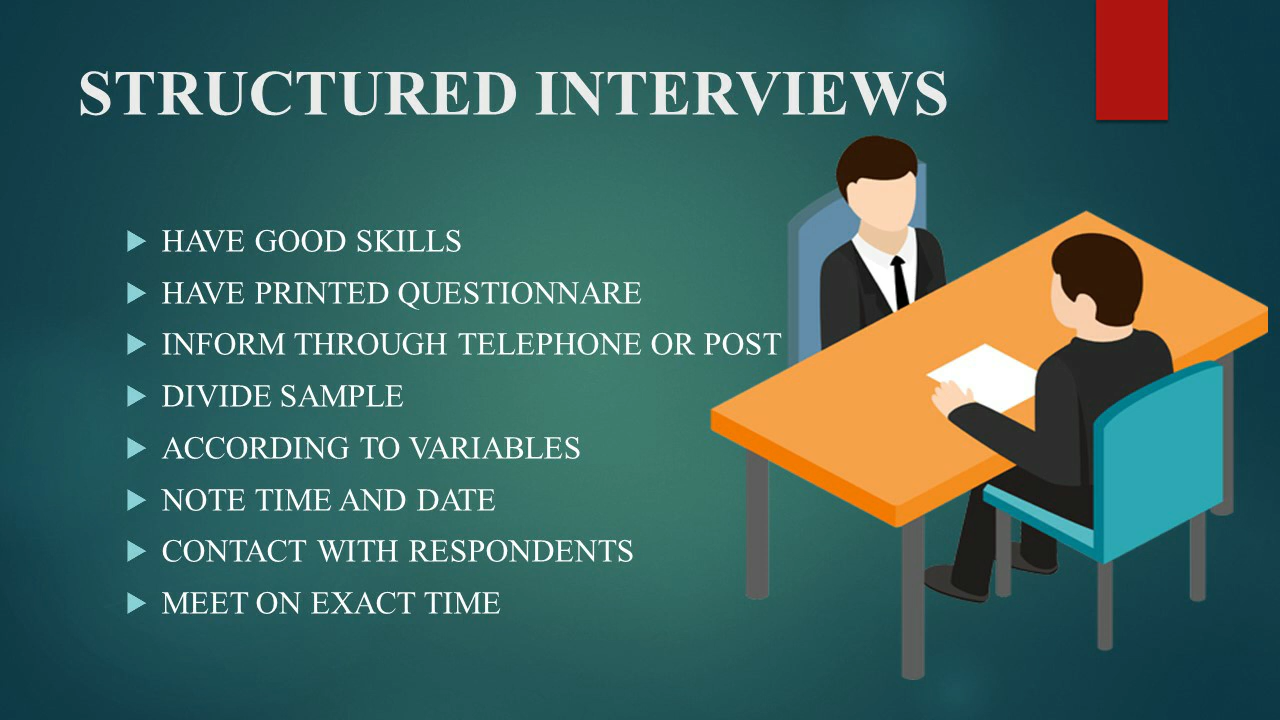 STRUCTURED INTERVIEWS
HAVE GOOD SKILLS
HAVE PRINTED QUESTIONNARE
INFORM THROUGH TELEPHONE OR POST
DIVIDE SAMPLE
ACCORDING TO VARIABLES
NOTE TIME AND DATE
CONTACT WITH RESPONDENTS
MEET ON EXACT TIME